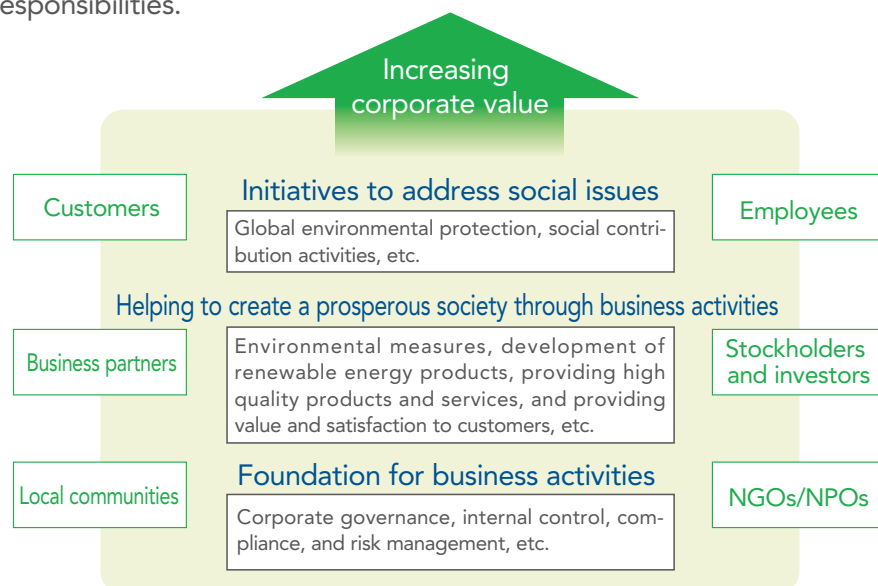 esponsibilities.
Increasing
corporate value
Initiatives to address social issues
Customers
Employees
Global environmental protection, social contri-
bution activities, etc.
Helping to create a prosperous society through business activities
Business partners
Environmental measures, development of
renewable energy products, providing high
quality products and services, and providing
value and satisfaction to customers, etc.
Stockholders
and investors
Foundation for business activities
Local communities
NGOs/NPOs
Corporate governance, internal control, com-
pliance, and risk management, etc.